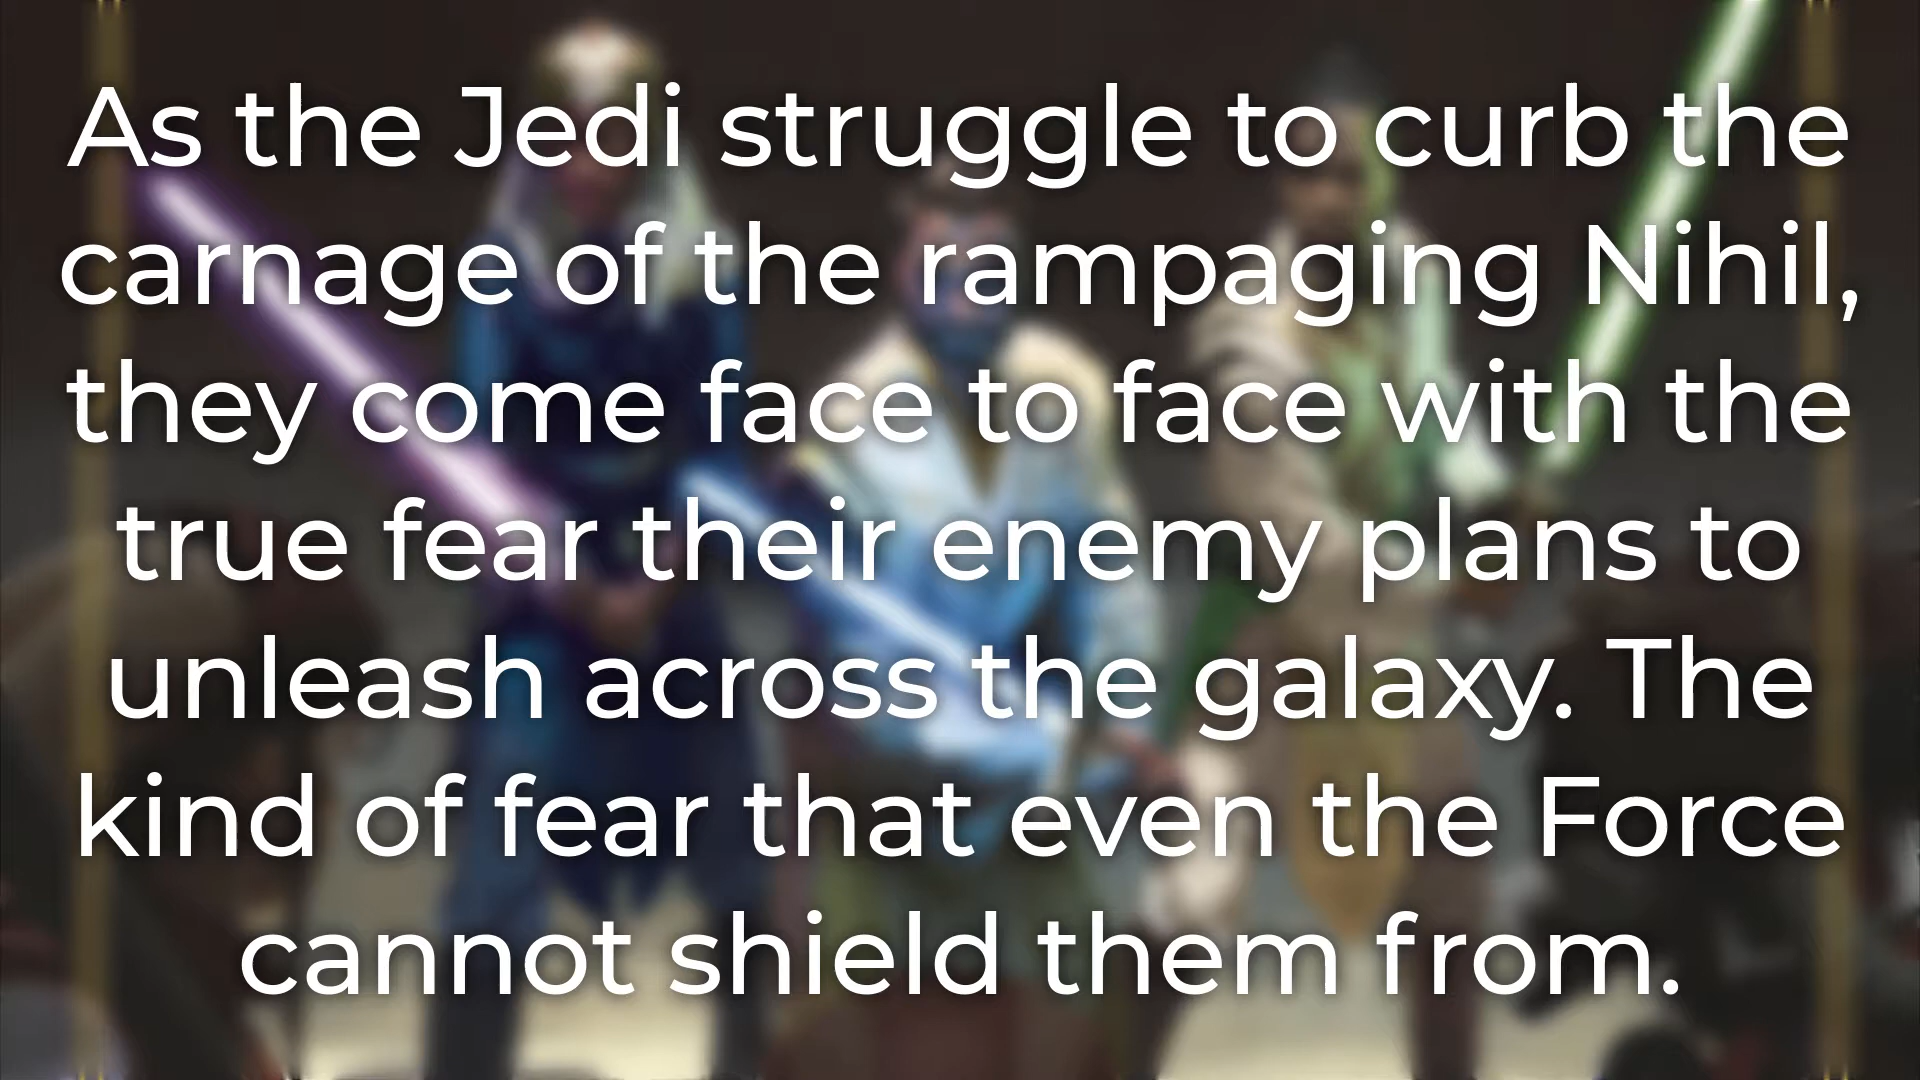 As the Jedi struggle to curb the
carnage of the rampaging Nihil,
they come face to face with the
true fear their enemy plans to
unleash across the galaxy. The
kind of fear that even the Force
cannot shield them from.